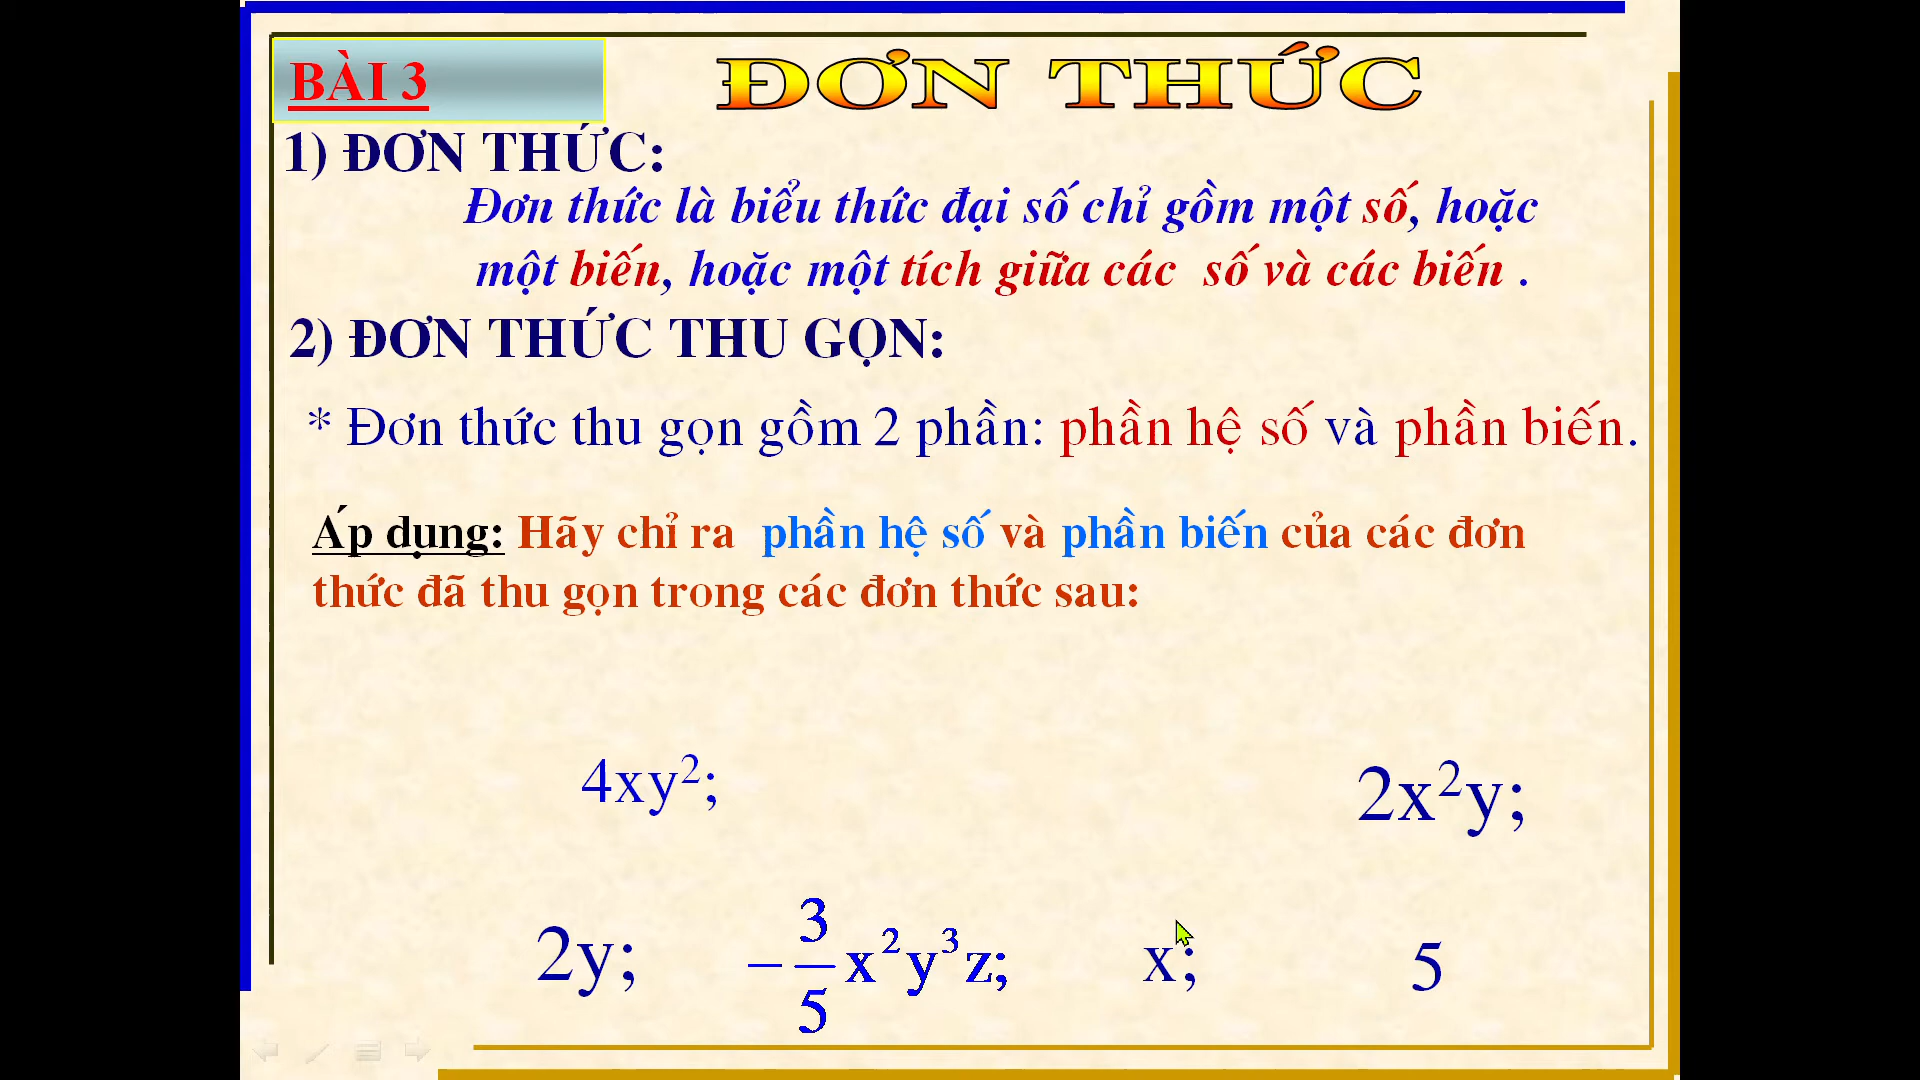 BÀI 3
ĐƠN THỨC
1) ĐƠN THỨC:
Đơn thức là biểu thức đại số chỉ gồm một số, hoặc
một biến, hoặc một tích giữa các số và các biến .
2) ĐƠN THỨC THU GỌN:
* Đơn thức thu gọn gồm 2 phần: phần hệ số và phần biến.
Áp dụng: Hãy chỉ ra phần hệ số và phần biến của các đơn
thức đã thu gọn trong các đơn thức sau:
4xy²; 2x²y;
2y; −3/5 x²y³z; x; 5